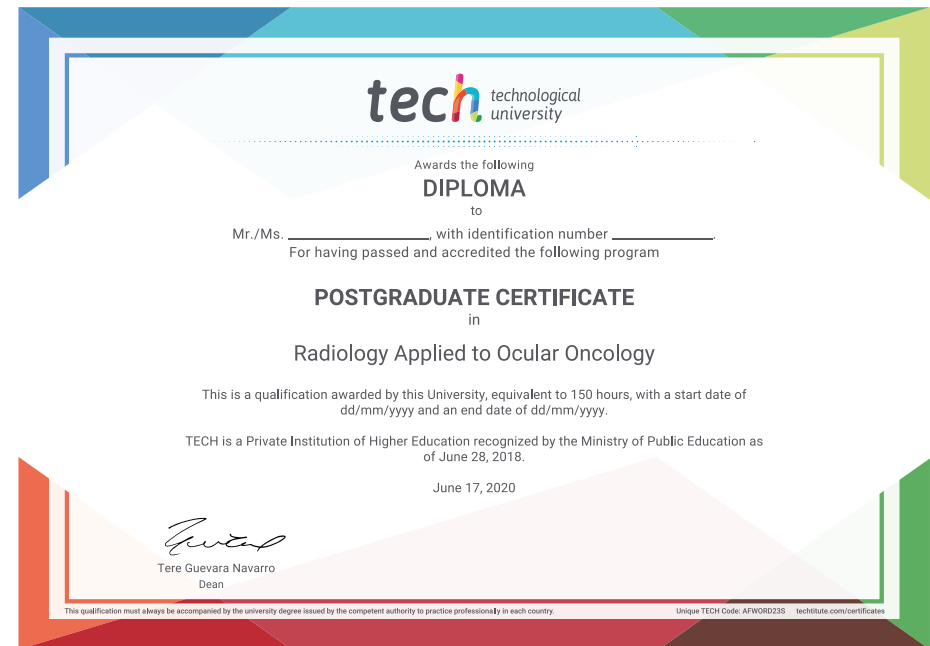 tech technological
university
Awards the following
DIPLOMA
to
Mr./Ms. ____________________, with identification number ______________.
For having passed and accredited the following program
POSTGRADUATE CERTIFICATE
in
Radiology Applied to Ocular Oncology
This is a qualification awarded by this University, equivalent to 150 hours, with a start date of
dd/mm/yyyy and an end date of dd/mm/yyyy.
TECH is a Private Institution of Higher Education recognized by the Ministry of Public Education as
of June 28, 2018.
June 17, 2020
Tere Guevara Navarro
Dean
This qualification must always be accompanied by the university degree issued by the competent authority to practice professionally in each country.
Unique TECH Code: AFWORD23S techtitute.com/certificates